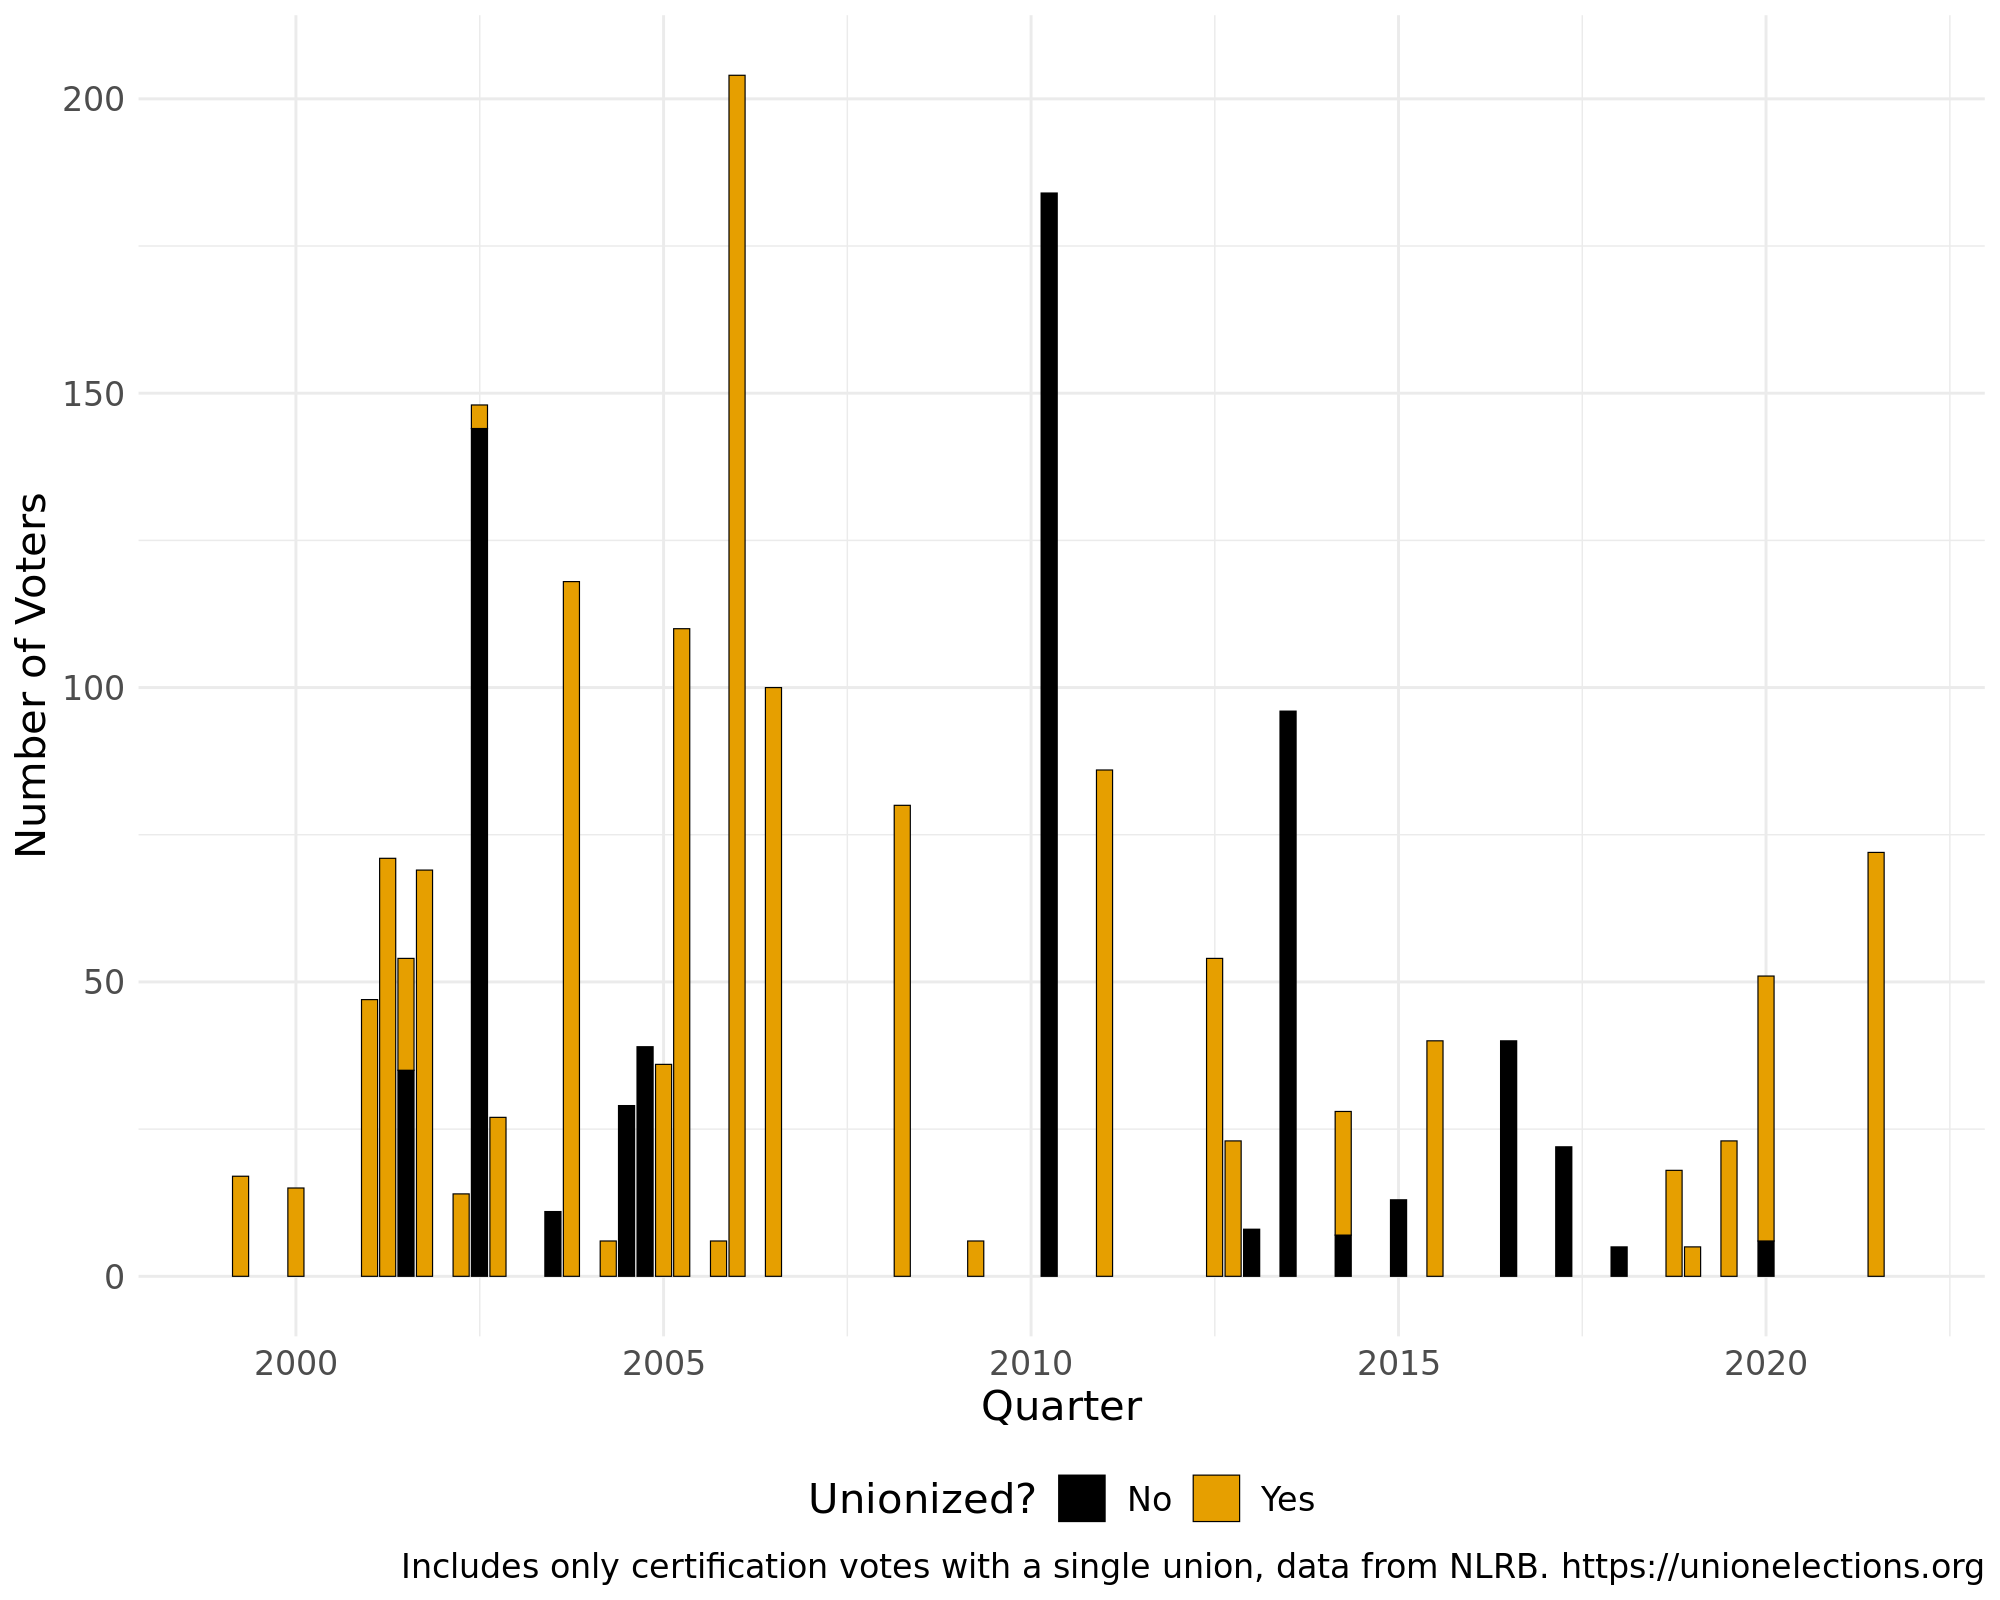 200
150
100
50
0
Number of Voters
2000 2005 2010 2015 2020
Quarter
Unionized? No Yes
Includes only certification votes with a single union, data from NLRB. https://unionelections.org